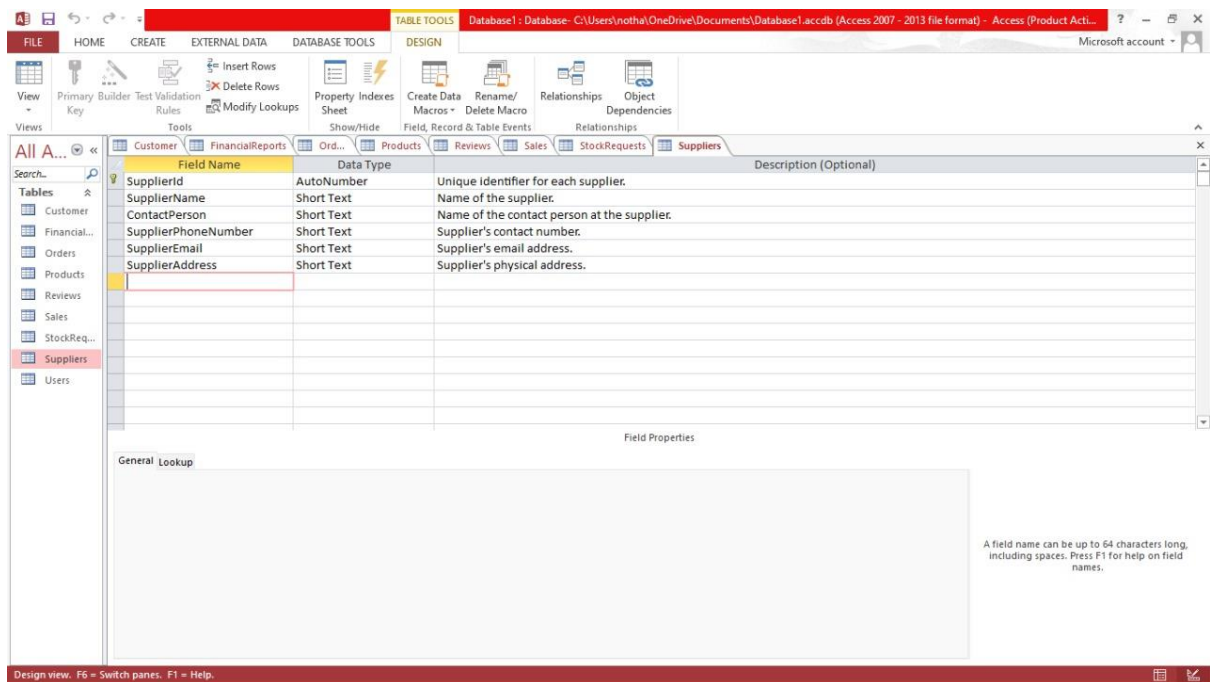 TABLE TOOLS
Database1 : Database- C:\Users\notha\OneDrive\Documents\Database1.accdb (Access 2007 - 2013 file format) - Access (Product Acti...
?
FILE HOME CREATE EXTERNAL DATA DATABASE TOOLS DESIGN
Microsoft account
View
Primary Key
Builder
Test Validation Rules
Insert Rows
Delete Rows
Modify Lookups
Property Sheet
Indexes
Create Data Macros
Rename/ Delete Macro
Relationships
Object Dependencies
Views
Tools
Show/Hide
Field, Record & Table Events
Relationships
All A... «
Search...
Tables
Customer
Financial...
Orders
Products
Reviews
Sales
StockReq...
Suppliers
Users
Customer FinancialReports Ord... Products Reviews Sales StockRequests Suppliers
Field Name Data Type Description (Optional)
SupplierId AutoNumber Unique identifier for each supplier.
SupplierName Short Text Name of the supplier.
ContactPerson Short Text Name of the contact person at the supplier.
SupplierPhoneNumber Short Text Supplier's contact number.
SupplierEmail Short Text Supplier's email address.
SupplierAddress Short Text Supplier's physical address.
Field Properties
General Lookup
A field name can be up to 64 characters long,
including spaces. Press F1 for help on field
names.
Design view. F6 = Switch panes. F1 = Help.